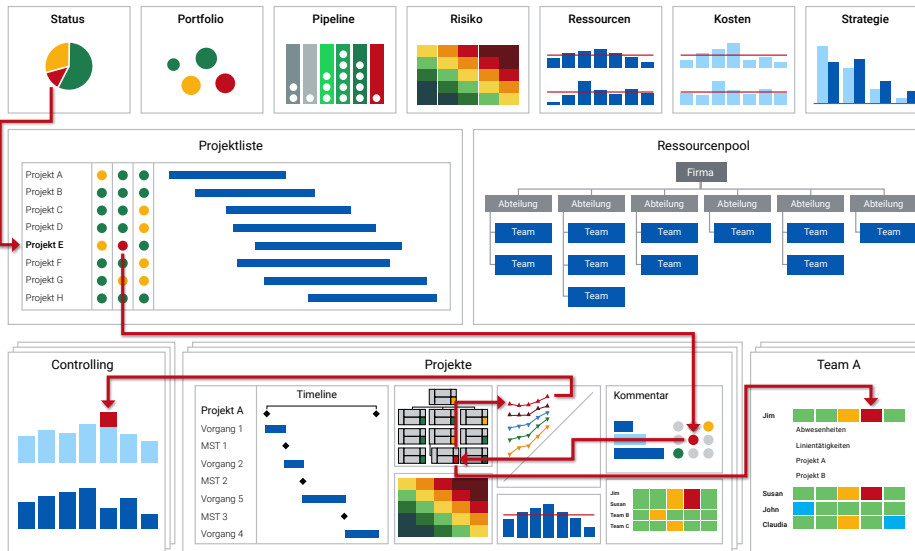 Status
Portfolio
Pipeline
Risiko
Ressourcen
Kosten
Strategie
Projektliste
Projekt A
Projekt B
Projekt C
Projekt D
Projekt E
Projekt F
Projekt G
Projekt H
Ressourcenpool
Firma
Abteilung Abteilung Abteilung Abteilung Abteilung Abteilung
Team Team Team Team Team Team
Team Team Team Team
Team
Controlling
Projekte
Timeline
Projekt A
Vorgang 1
MST 1
Vorgang 2
MST 2
Vorgang 5
MST 3
Vorgang 4
Kommentar
Jim
Susan
Team B
Team C
Team A
Jim
Abwesenheiten
Linientätigkeiten
Projekt A
Projekt B
Susan
John
Claudia